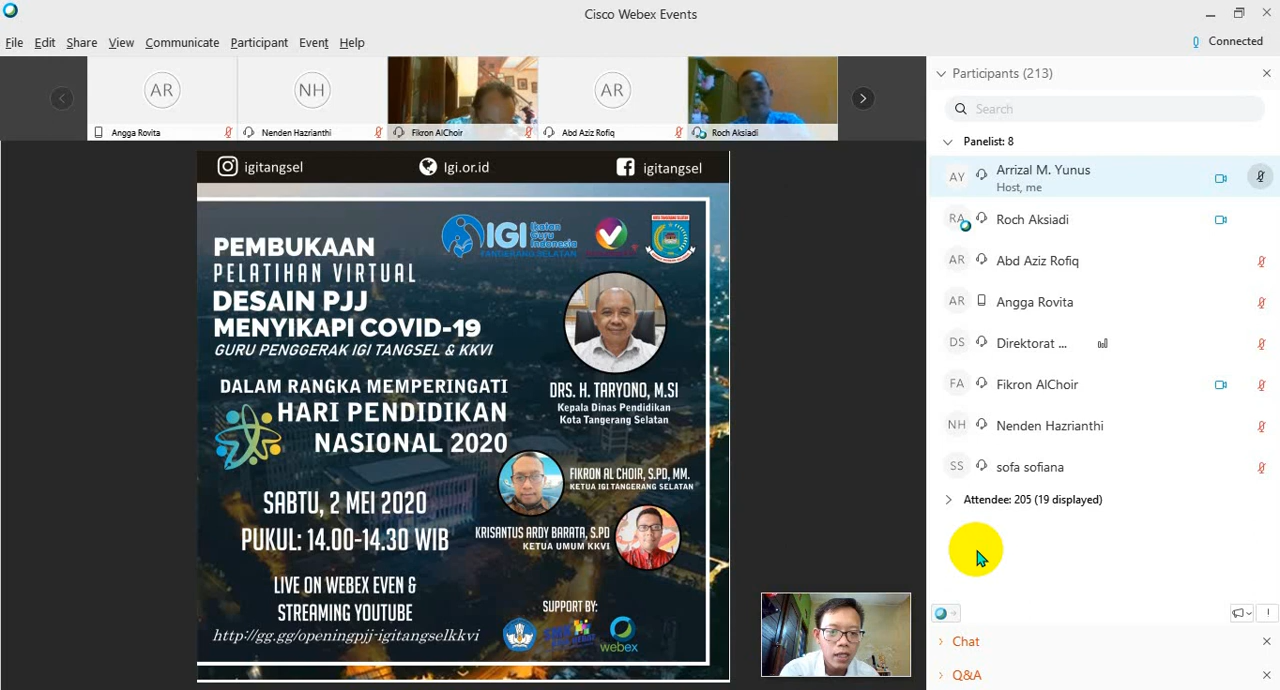 Cisco Webex Events
File Edit Share View Communicate Participant Event Help
Connected
AR
Angga Rovita
NH
Nenden Hazrianthi
Fikron AlChoir
AR
Abd Aziz Rofiq
Roch Aksiadi
igitangsel
Igi.or.id
igitangsel
IGI Ikatan Guru Indonesia
TANGERANG SELATAN
PEMBUKAAN
PELATIHAN VIRTUAL
DESAIN PJJ
MENYIKAPI COVID-19
GURU PENGGERAK IGI TANGSEL & KKVI
DALAM RANGKA MEMPERINGATI
HARI PENDIDIKAN
NASIONAL 2020
SABTU, 2 MEI 2020
PUKUL: 14.00-14.30 WIB
LIVE ON WEBEX EVEN &
STREAMING YOUTUBE
http://gg.gg/openingpjj-igitangselkkvi
DRS. H. TARYONO, M.SI
Kepala Dinas Pendidikan
Kota Tangerang Selatan
FIKRON AL CHOIR, S.PD, MM.
KETUA IGI TANGERANG SELATAN
KRISANTUS ARDY BARATA, S.PD
KETUA UMUM KKVI
SUPPORT BY:
webex
Participants (213)
Search
Panelist: 8
AY
Arrizal M. Yunus
Host, me
RA
Roch Aksiadi
AR
Abd Aziz Rofiq
AR
Angga Rovita
DS
Direktorat ...
FA
Fikron AlChoir
NH
Nenden Hazrianthi
SS
sofa sofiana
Attendee: 205 (19 displayed)
Chat
Q&A